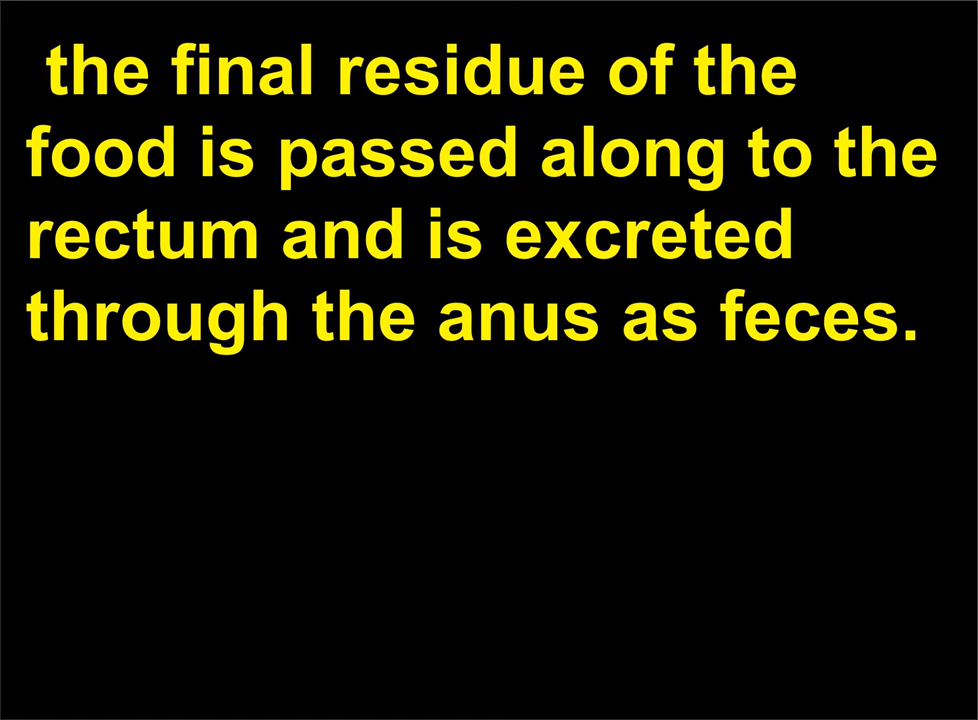 the final residue of the
food is passed along to the
rectum and is excreted
through the anus as feces.